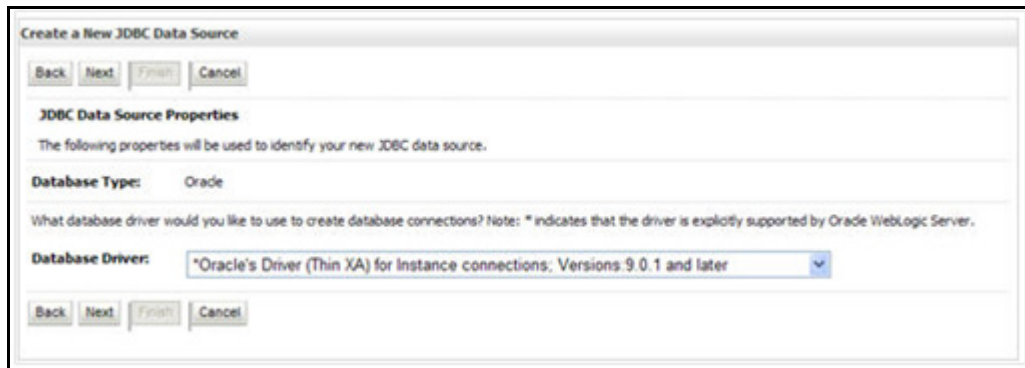 Create a New JDBC Data Source
Back Next Finish Cancel
JDBC Data Source Properties
The following properties will be used to identify your new JDBC data source.
Database Type: Oracle
What database driver would you like to use to create database connections? Note: * indicates that the driver is explicitly supported by Oracle WebLogic Server.
Database Driver: *Oracle's Driver (Thin XA) for Instance connections; Versions:9.0.1 and later
Back Next Finish Cancel